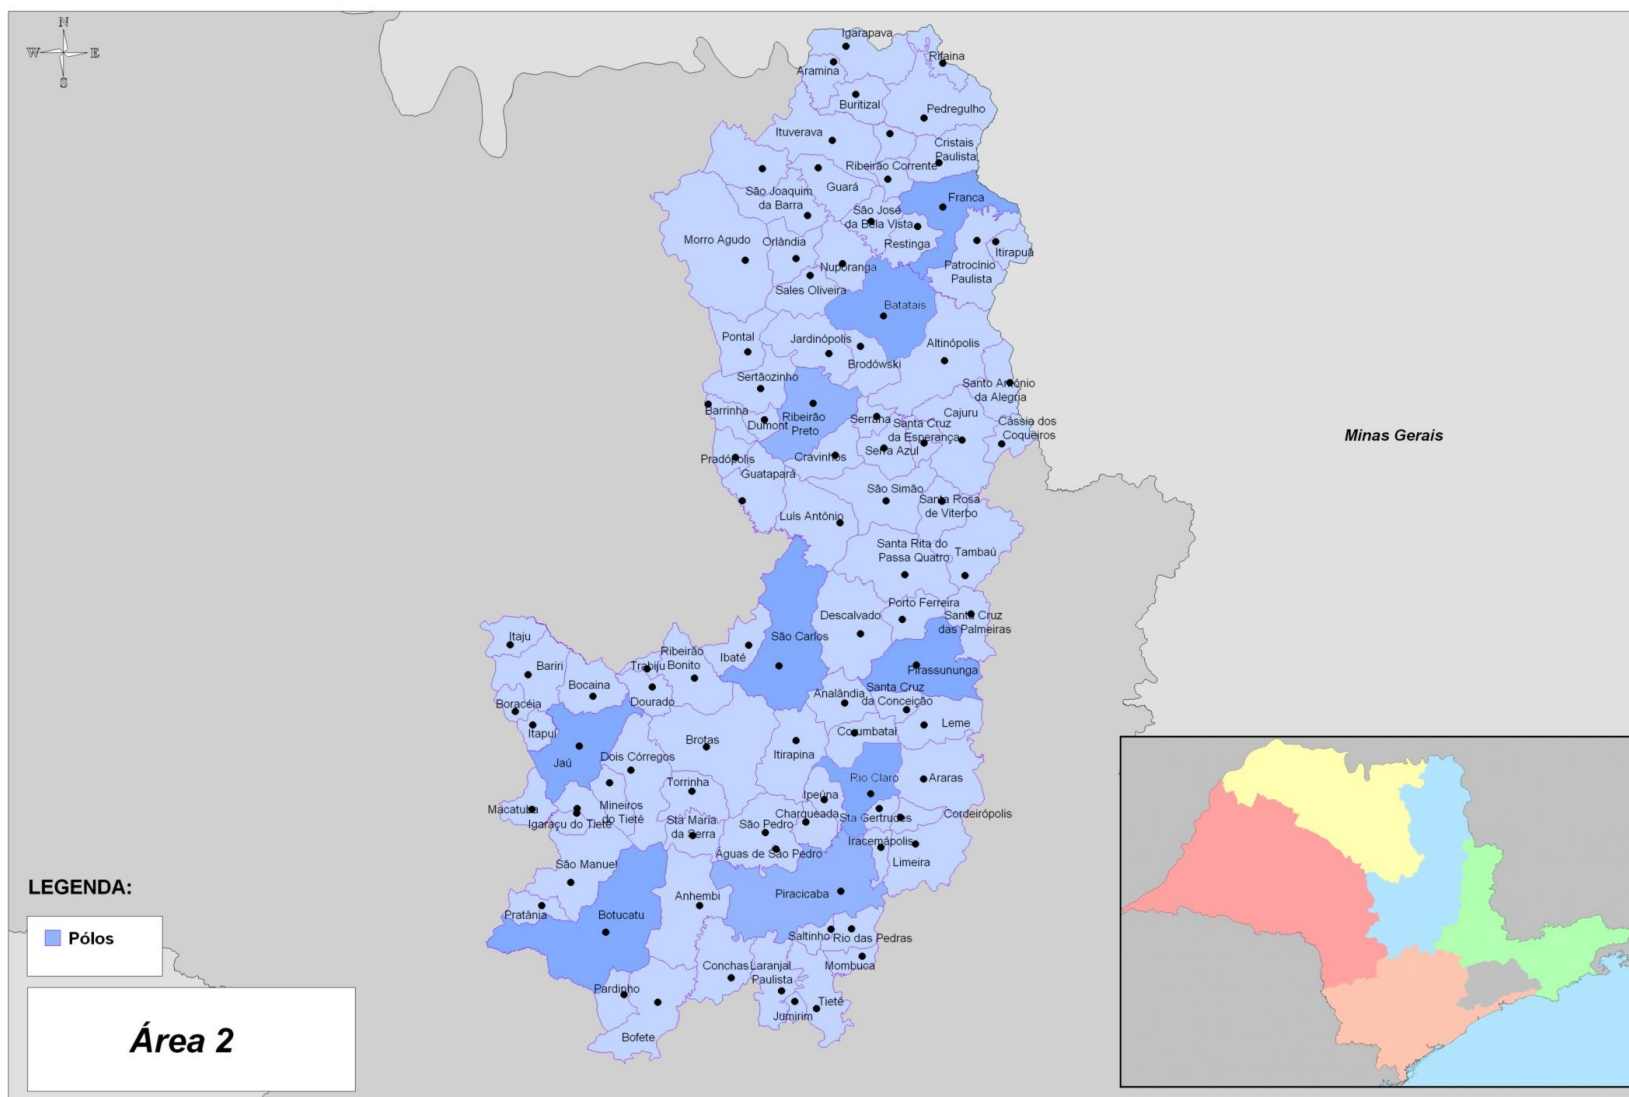 N
W E
S
Igarapava
Rifaina
Aramina
Buritizal
Pedregulho
Ituverava
Cristais
Paulista
Ribeirão Corrente
Guará
São Joaquim
da Barra
Franca
São José
da Bela Vista
Restinga
Itirapuã
Morro Agudo
Orlândia
Nuporanga
Patrocínio
Paulista
Sales Oliveira
Batatais
Pontal
Jardinópolis
Brodówski
Altinópolis
Sertãozinho
Santo Antônio
da Alegria
Barrinha
Dumont
Ribeirão
Preto
Serrana
Santa Cruz
da Esperança
Cajuru
Cássia dos
Coqueiros
Minas Gerais
Serra Azul
Cravinhos
Pradópolis
Guatapará
São Simão
Santa Rosa
de Viterbo
Luís Antônio
Santa Rita do
Passa Quatro
Tambaú
Porto Ferreira
Descalvado
Santa Cruz
das Palmeiras
São Carlos
Itaju
Ribeirão
Bonito
Ibaté
Bariri
Trabiju
Pirassununga
Bocaina
Dourado
Analândia
Santa Cruz
da Conceição
Boracéia
Itapuí
Corumbataí
Leme
Brotas
Itirapina
Dois Córregos
Jaú
Torrinha
Rio Claro
Araras
Ipeúna
Macatuba
Igaraçu do Tietê
Mineiros
do Tietê
Sta Maria
da Serra
São Pedro
Charqueada
Sta Gertrudes
Cordeirópolis
Águas de São Pedro
Iracemápolis
Limeira
São Manuel
Anhembi
Piracicaba
LEGENDA:
Pólos
Pratânia
Botucatu
Saltinho
Rio das Pedras
Mombuca
Conchas
Laranjal
Paulista
Pardinho
Tietê
Jumirim
Bofete
Área 2